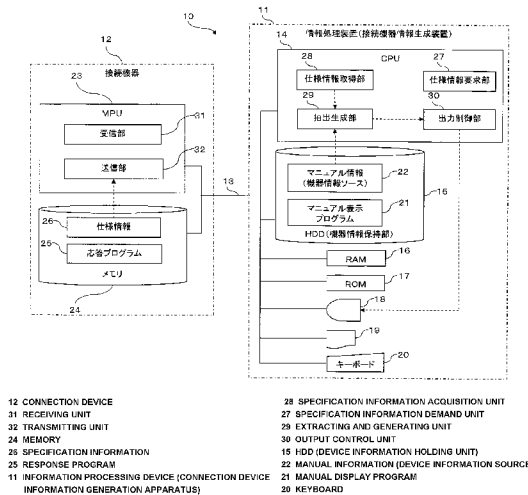 10
11
情報処理装置(接続機器情報生成装置)
12
接続機器
14
CPU
28
仕様情報取得部
27
仕様情報要求部
23
MPU
31
受信部
29
抽出生成部
30
出力制御部
32
送信部
13
22
マニュアル情報
(機器情報ソース)
15
21
マニュアル表示
プログラム
HDD(機器情報保持部)
26
仕様情報
25
応答プログラム
メモリ
24
16
RAM
17
ROM
18
19
20
キーボード
12 CONNECTION DEVICE
31 RECEIVING UNIT
32 TRANSMITTING UNIT
24 MEMORY
26 SPECIFICATION INFORMATION
25 RESPONSE PROGRAM
11 INFORMATION PROCESSING DEVICE (CONNECTION DEVICE
INFORMATION GENERATION APPARATUS)
28 SPECIFICATION INFORMATION ACQUISITION UNIT
27 SPECIFICATION INFORMATION DEMAND UNIT
29 EXTRACTING AND GENERATING UNIT
30 OUTPUT CONTROL UNIT
15 HDD (DEVICE INFORMATION HOLDING UNIT)
22 MANUAL INFORMATION (DEVICE INFORMATION SOURCE
21 MANUAL DISPLAY PROGRAM
20 KEYBOARD